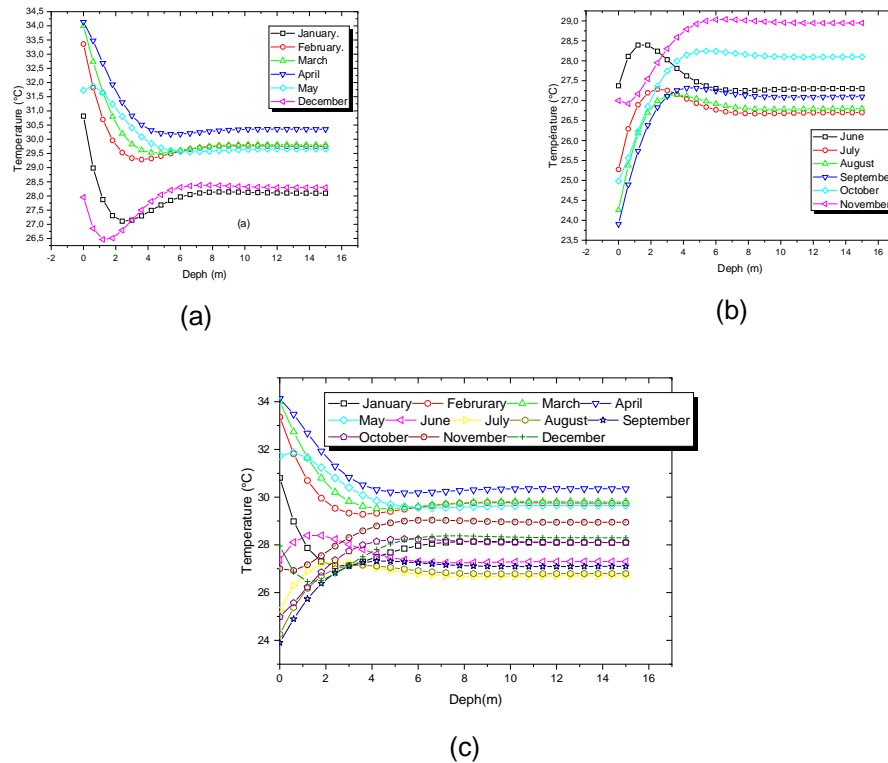 34,5
34,0
33,5
33,0
32,5
32,0
31,5
31,0
30,5
30,0
29,5
29,0
28,5
28,0
27,5
27,0
26,5
Temperature (°C)
January.
February.
March
April
May
December
(a)
-2 0 2 4 6 8 10 12 14 16
Deph (m)
(a)
29,0
28,5
28,0
27,5
27,0
26,5
26,0
25,5
25,0
24,5
24,0
23,5
Température (°C)
June
July
August
September
October
November
-2 0 2 4 6 8 10 12 14 16
Deph (m)
(b)
34
32
30
28
26
24
Temperature (°C)
January Februrary March April
May June July August September
October November December
0 2 4 6 8 10 12 14 16
Deph(m)
(c)